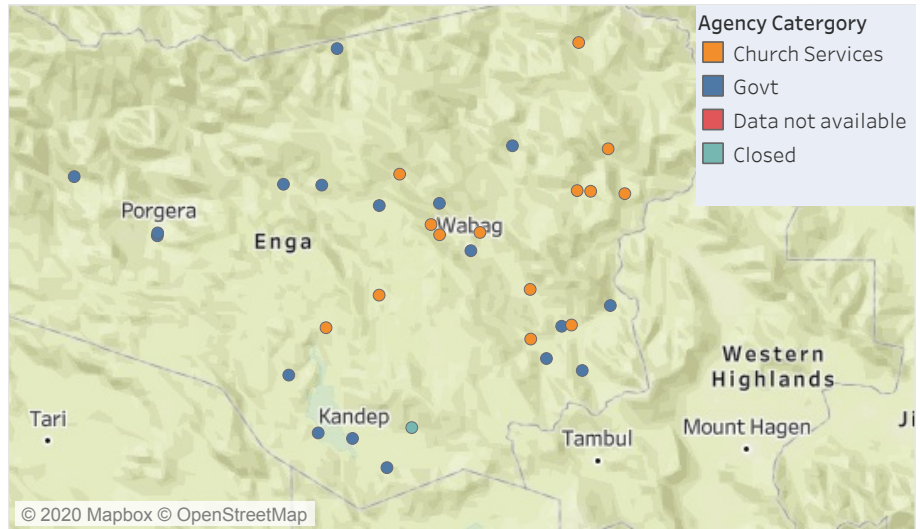 Agency Catergory
Church Services
Govt
Data not available
Closed
Porgera
Wabag
Enga
Western
Highlands
Kandep
Tari
Tambul
Mount Hagen
Ji
© 2020 Mapbox © OpenStreetMap